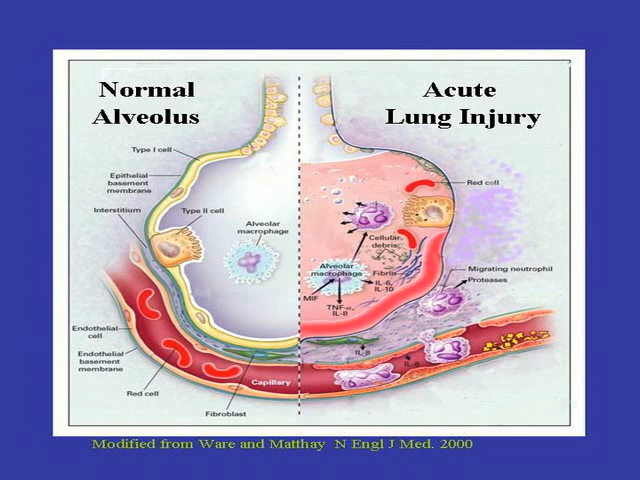 Normal
Alveolus
Acute
Lung Injury
Type I cell
Epithelial
basement
membrane
Interstitium
Type II cell
Alveolar
macrophage
Endothelial
cell
Endothelial
basement
membrane
Red cell
Fibroblast
Capillary
Red cell
Cellular
debris
Alveolar
macrophage
Fibrin
IL-6,
IL-10
MIF
TNF-α,
IL-8
Migrating neutrophil
Proteases
IL-8
IL-8
Modified from Ware and Matthay N Engl J Med. 2000